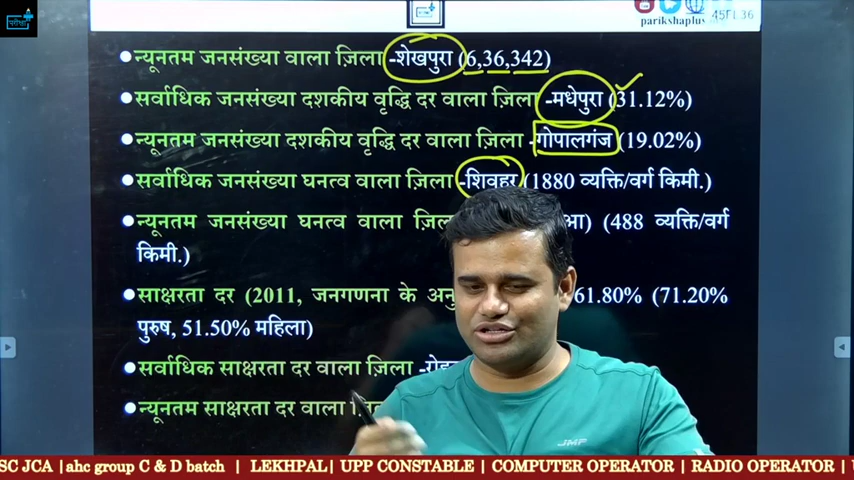 परीक्षा
parikshaplus
●न्यूनतम जनसंख्या वाला ज़िला -शेखपुरा (6,36,342)
●सर्वाधिक जनसंख्या दशकीय वृद्धि दर वाला ज़िला -मधेपुरा (31.12%)
●न्यूनतम जनसंख्या दशकीय वृद्धि दर वाला ज़िला -गोपालगंज (19.02%)
●सर्वाधिक जनसंख्या घनत्व वाला ज़िला -शिवहर (1880 व्यक्ति/वर्ग किमी.)
●न्यूनतम जनसंख्या घनत्व वाला (488 व्यक्ति/वर्ग
किमी.)
●साक्षरता दर (2011, जनगणना के 61.80% (71.20%
पुरुष, 51.50% महिला)
●सर्वाधिक साक्षरता दर वाला ज़िला
●न्यूनतम साक्षरता दर वाला
JMP
SC JCA |ahc group C & D batch | LEKHPAL| UPP CONSTABLE | COMPUTER OPERATOR | RADIO OPERATOR |